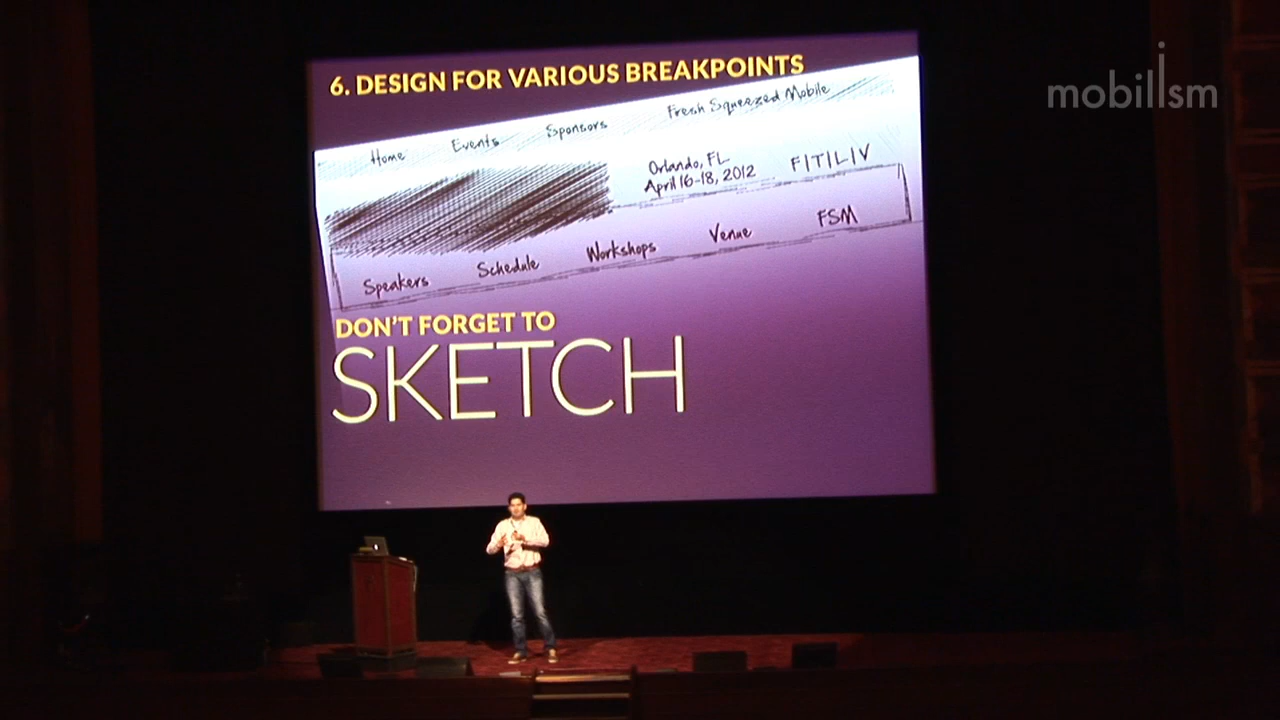 6. DESIGN FOR VARIOUS BREAKPOINTS
mobilism
Home Events Sponsors Fresh Squeezed Mobile
Orlando, FL
April 16-18, 2012
F|T|L|V
Speakers Schedule Workshops Venue FSM
DON'T FORGET TO
SKETCH